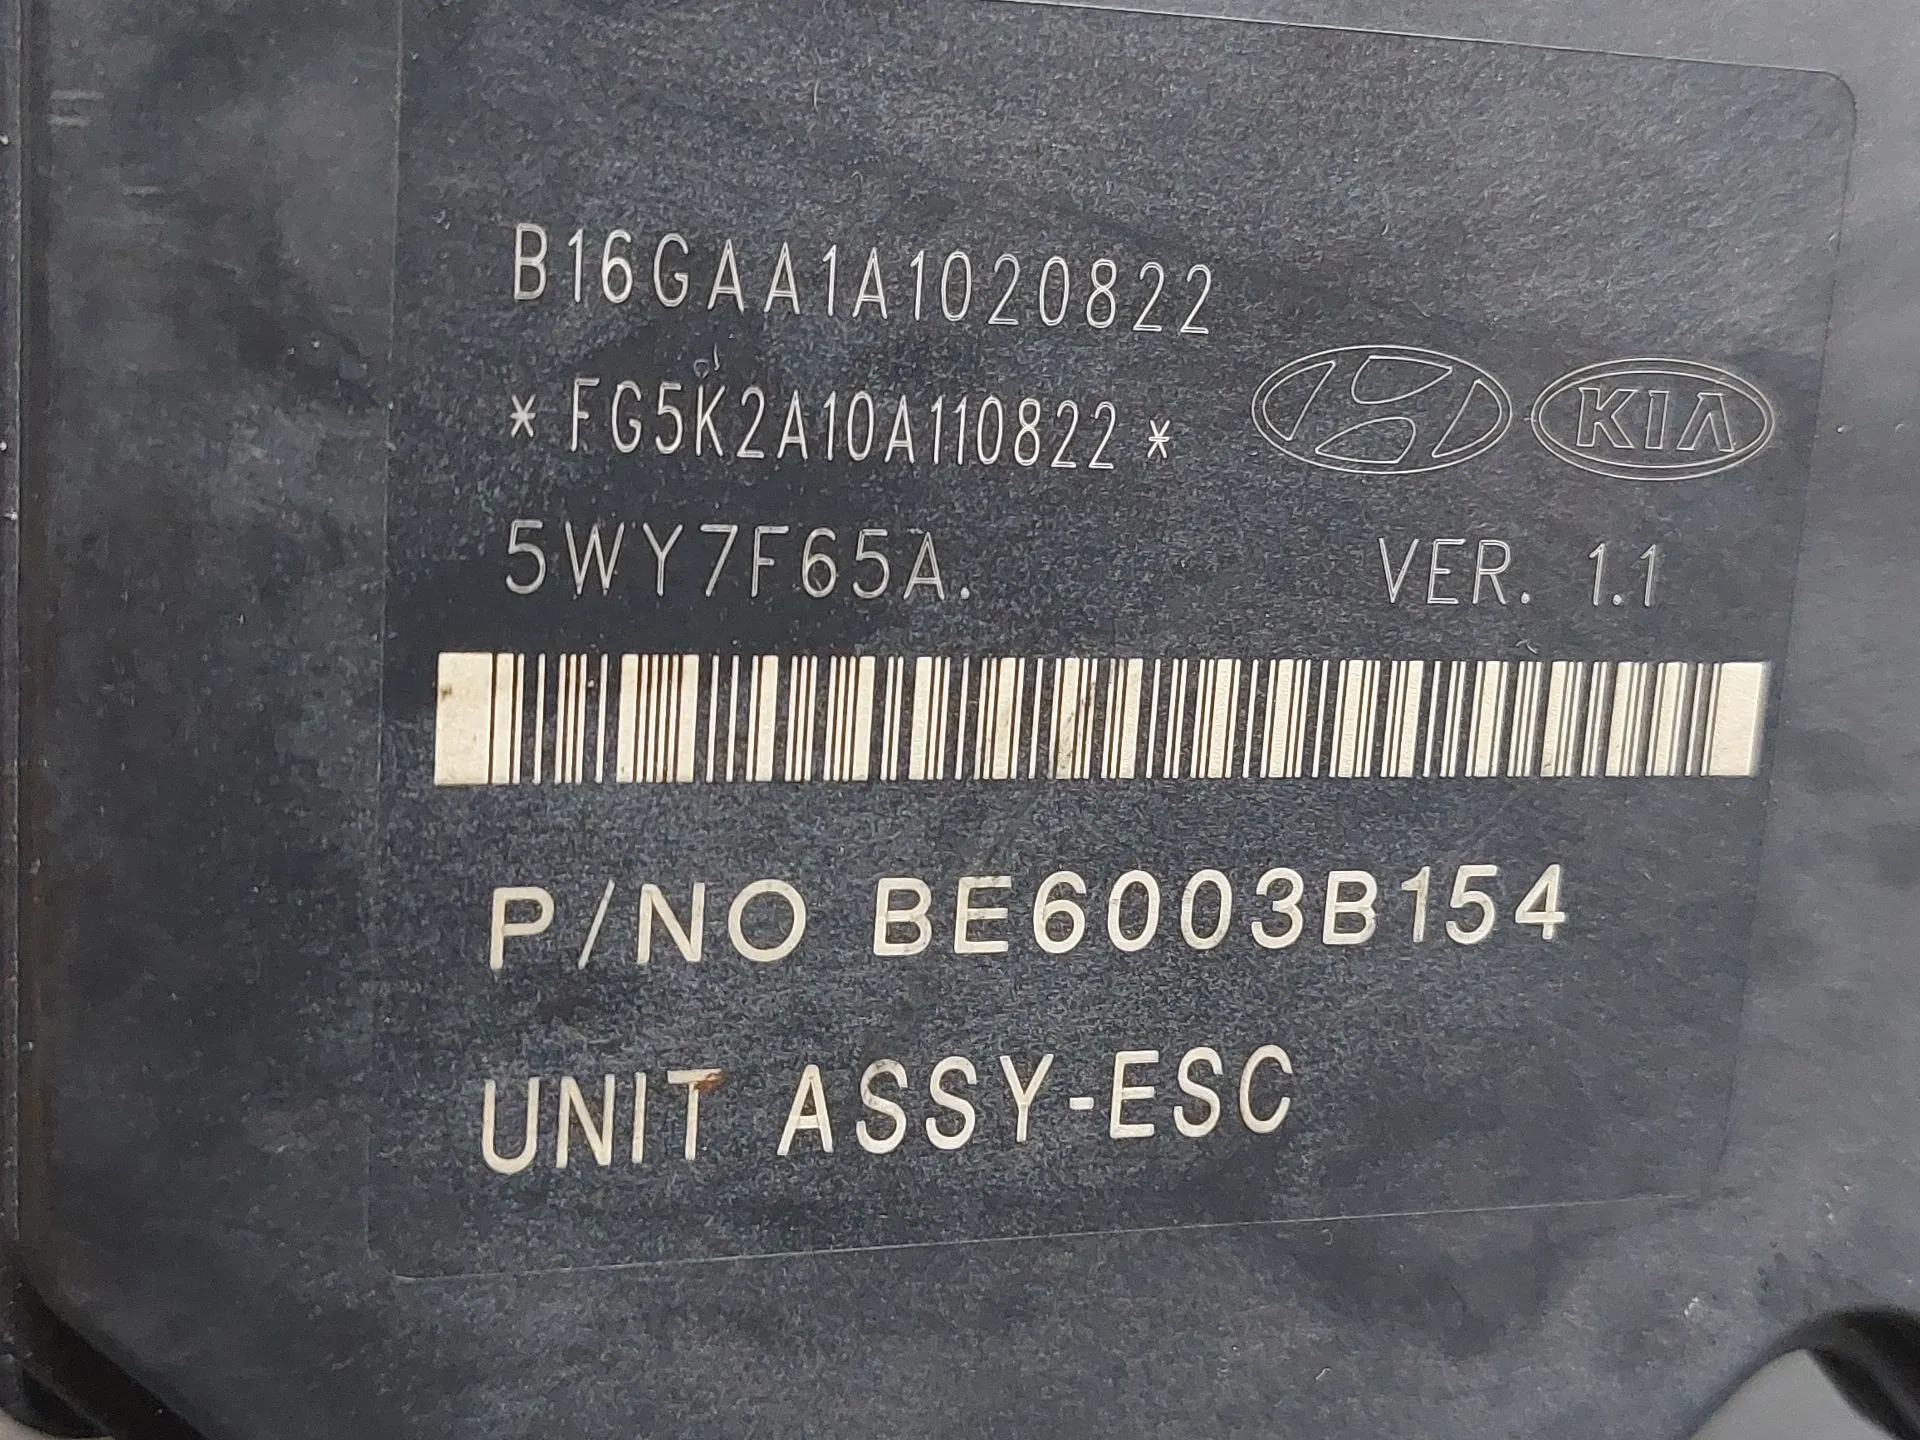 B16GAA1A1020822
* FG5K2A10A110822 *
KIA
5WY7F65A. VER. 1.1
P/NO BE6003B154
UNIT ASSY-ESC